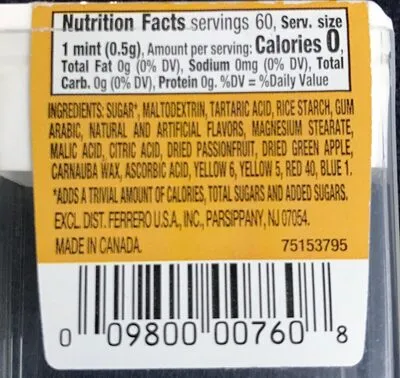 Nutrition Facts servings 60, Serv. size
1 mint (0.5g), Amount per serving: Calories 0,
Total Fat 0g (0% DV), Sodium 0mg (0% DV), Total
Carb. 0g (0% DV), Protein 0g. %DV = %Daily Value
INGREDIENTS: SUGAR*, MALTODEXTRIN, TARTARIC ACID, RICE STARCH, GUM
ARABIC, NATURAL AND ARTIFICIAL FLAVORS, MAGNESIUM STEARATE,
MALIC ACID, CITRIC ACID, DRIED PASSIONFRUIT, DRIED GREEN APPLE,
CARNAUBA WAX, ASCORBIC ACID, YELLOW 6, YELLOW 5, RED 40, BLUE 1.
*ADDS A TRIVIAL AMOUNT OF CALORIES, TOTAL SUGARS AND ADDED SUGARS.
EXCL. DIST. FERRERO U.S.A., INC., PARSIPPANY, NJ 07054.
MADE IN CANADA. 75153795
0 09800 00760 8